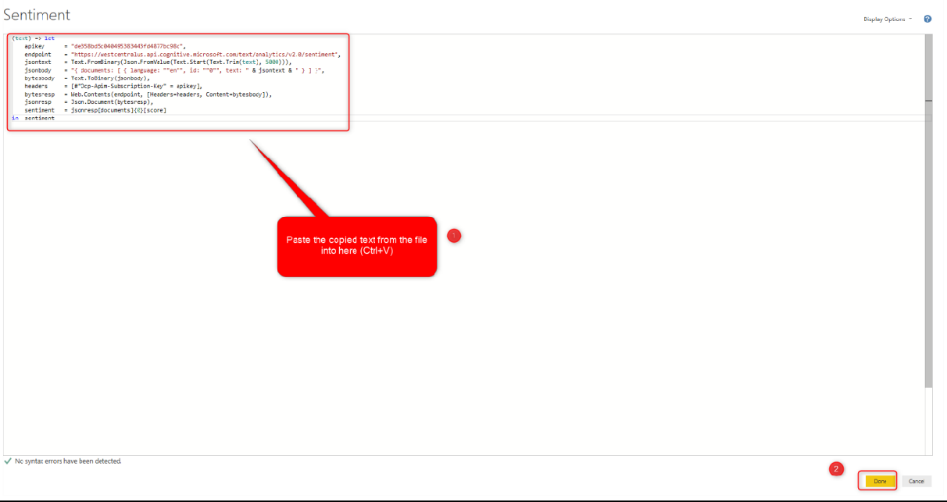 Sentiment
Display Options
(text) => let
apikey = 
endpoint = "https://westcentralus.api.cognitive.microsoft.com/text/analytics/v2.0/sentiment",
jsontext = Text.FromBinary(Json.FromValue(Text.Start(Text.Trim(text), 5000))),
jsonbody = "{ documents: [ { language: ""en"", id: ""0"", text: " & jsontext & " } ] }",
bytesbody = Text.ToBinary(jsonbody),
headers = [#"Ocp-Apim-Subscription-Key" = apikey],
bytesresp = Web.Contents(endpoint, [Headers=headers, Content=bytesbody]),
jsonresp = Json.Document(bytesresp),
sentiment = jsonresp[documents]{0}[score]
in sentiment
Paste the copied text from the file
into here (Ctrl+V)
1
No syntax errors have been detected.
2
Done
Cancel